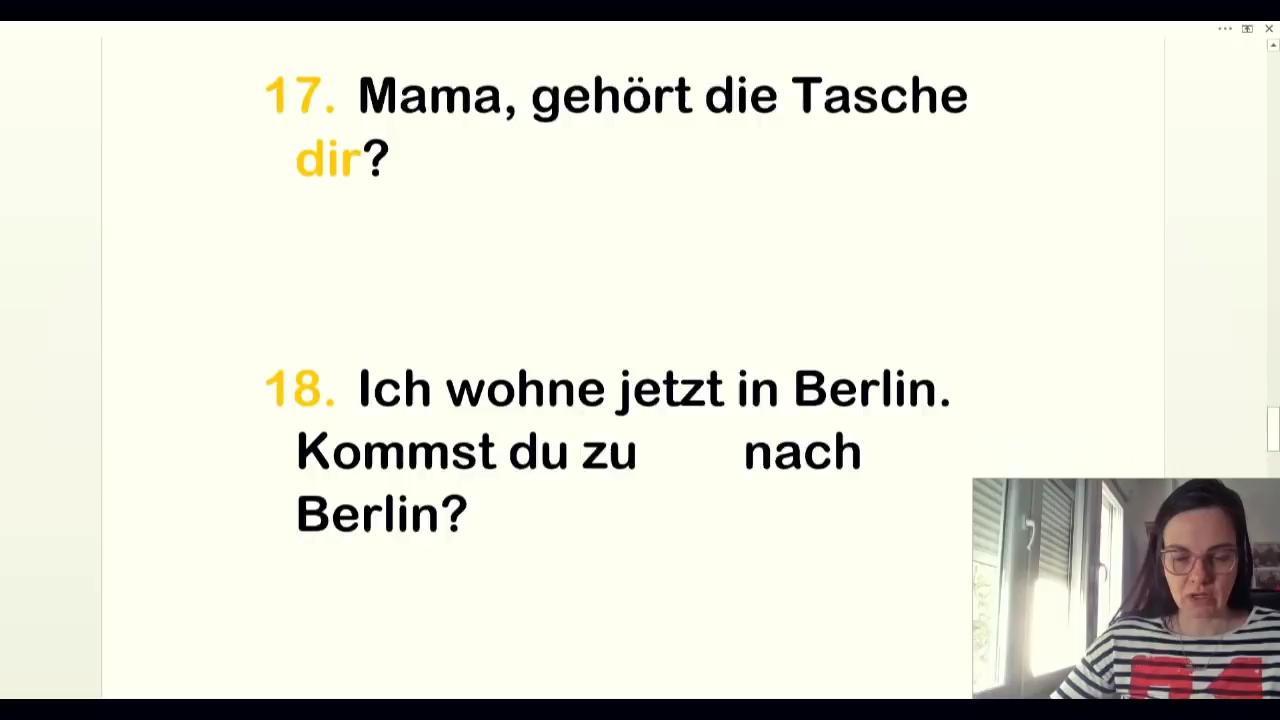 17. Mama, gehört die Tasche
dir?
18. Ich wohne jetzt in Berlin.
Kommst du zu nach
Berlin?